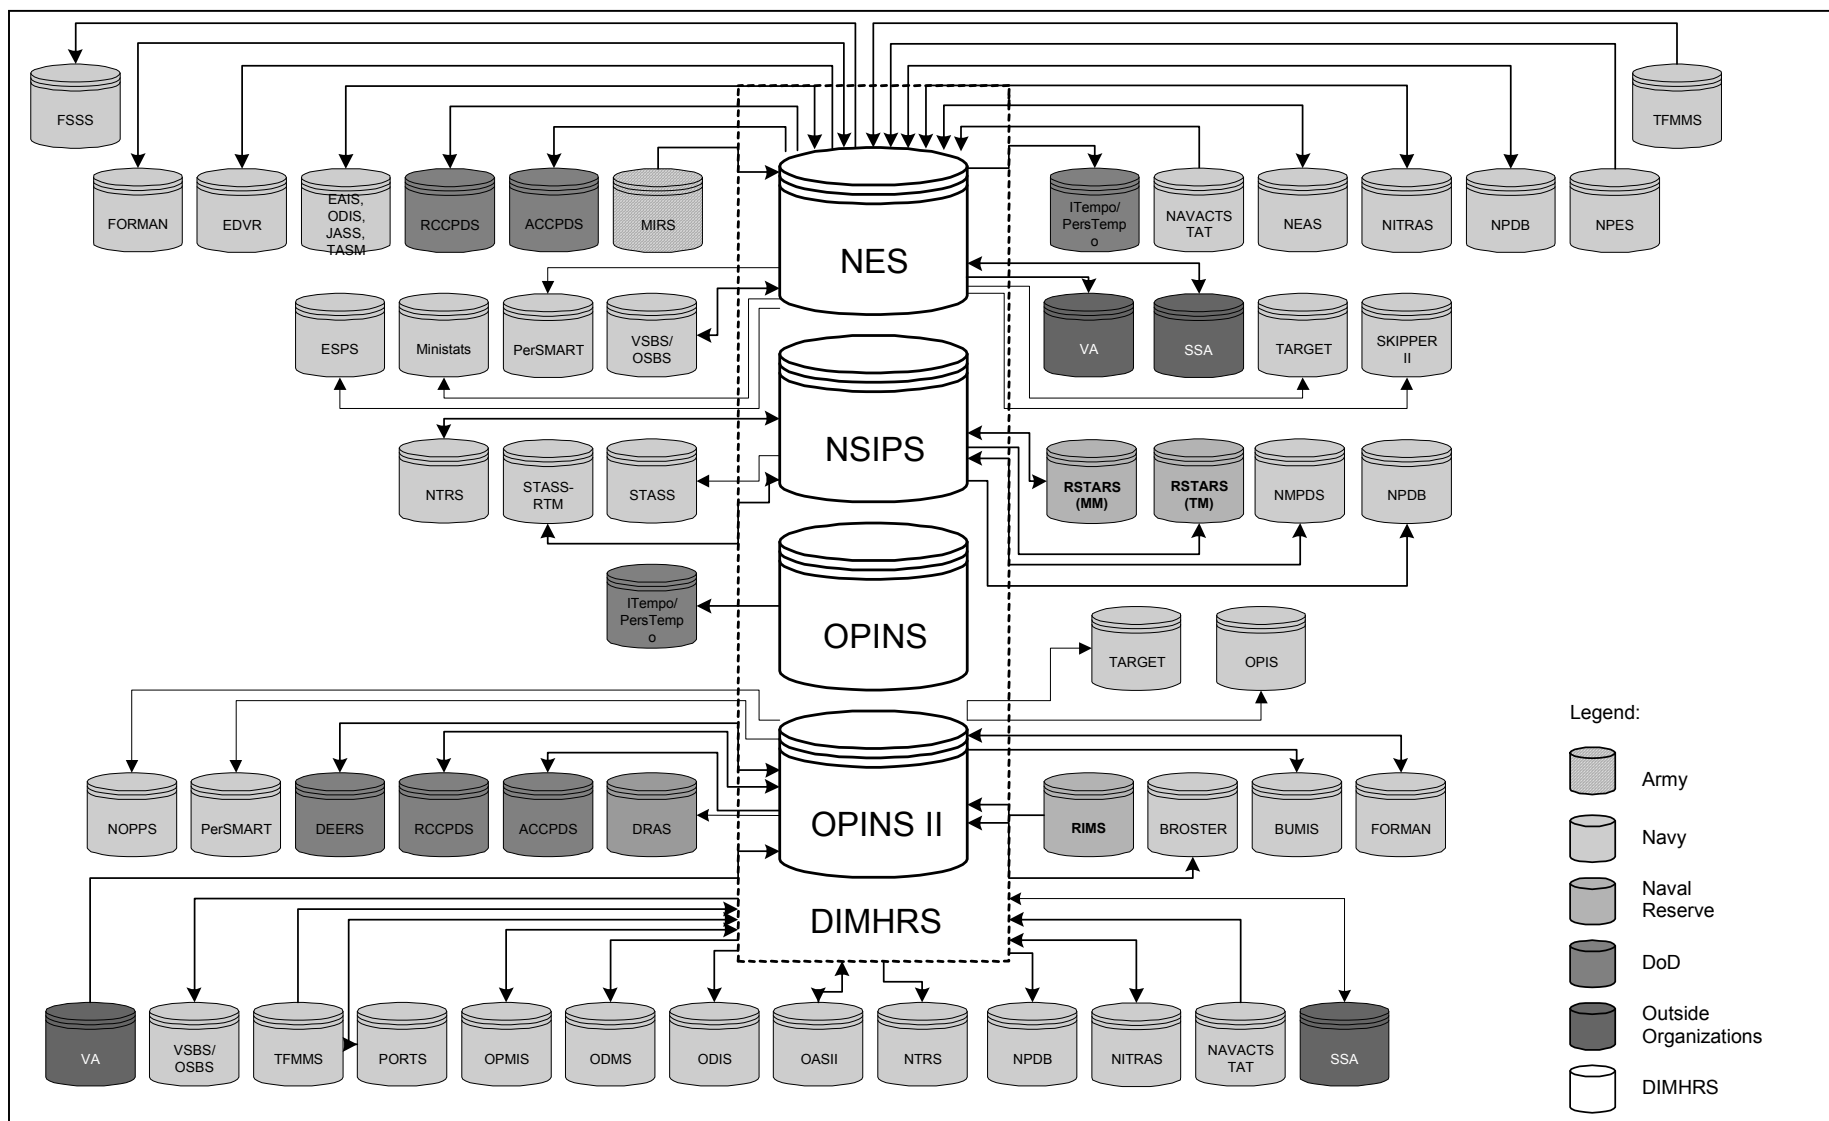 FSSS
TFMMS
FORMAN
EDVR
EAIS,
ODIS,
JASS,
TASM
RCCPDS
ACCPDS
MIRS
NES
ITempo/
PersTemp
o
NAVACTS
TAT
NEAS
NITRAS
NPDB
NPES
ESPS
Ministats
PerSMART
VSBS/
OSBS
VA
SSA
TARGET
SKIPPER
II
NTRS
STASS-
RTM
STASS
NSIPS
RSTARS
(MM)
RSTARS
(TM)
NMPDS
NPDB
ITempo/
PersTemp
o
OPINS
TARGET
OPIS
NOPPS
PerSMART
DEERS
RCCPDS
ACCPDS
DRAS
OPINS II
RIMS
BROSTER
BUMIS
FORMAN
DIMHRS
VA
VSBS/
OSBS
TFMMS
PORTS
OPMIS
ODMS
ODIS
OASII
NTRS
NPDB
NITRAS
NAVACTS
TAT
SSA
Legend:
Army
Navy
Naval
Reserve
DoD
Outside
Organizations
DIMHRS